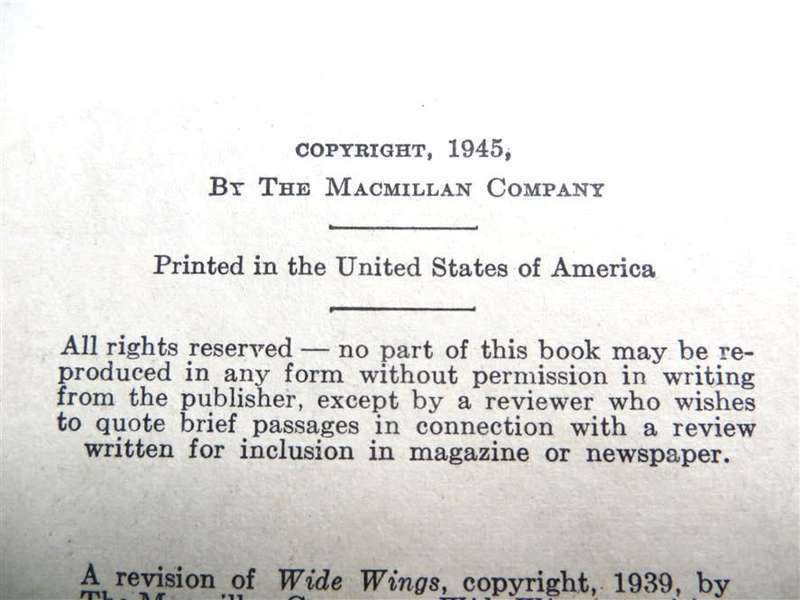 COPYRIGHT, 1945,
BY THE MACMILLAN COMPANY
Printed in the United States of America
All rights reserved — no part of this book may be re-
produced in any form without permission in writing
from the publisher, except by a reviewer who wishes
to quote brief passages in connection with a review
written for inclusion in magazine or newspaper.
A revision of Wide Wings, copyright, 1939, by
The